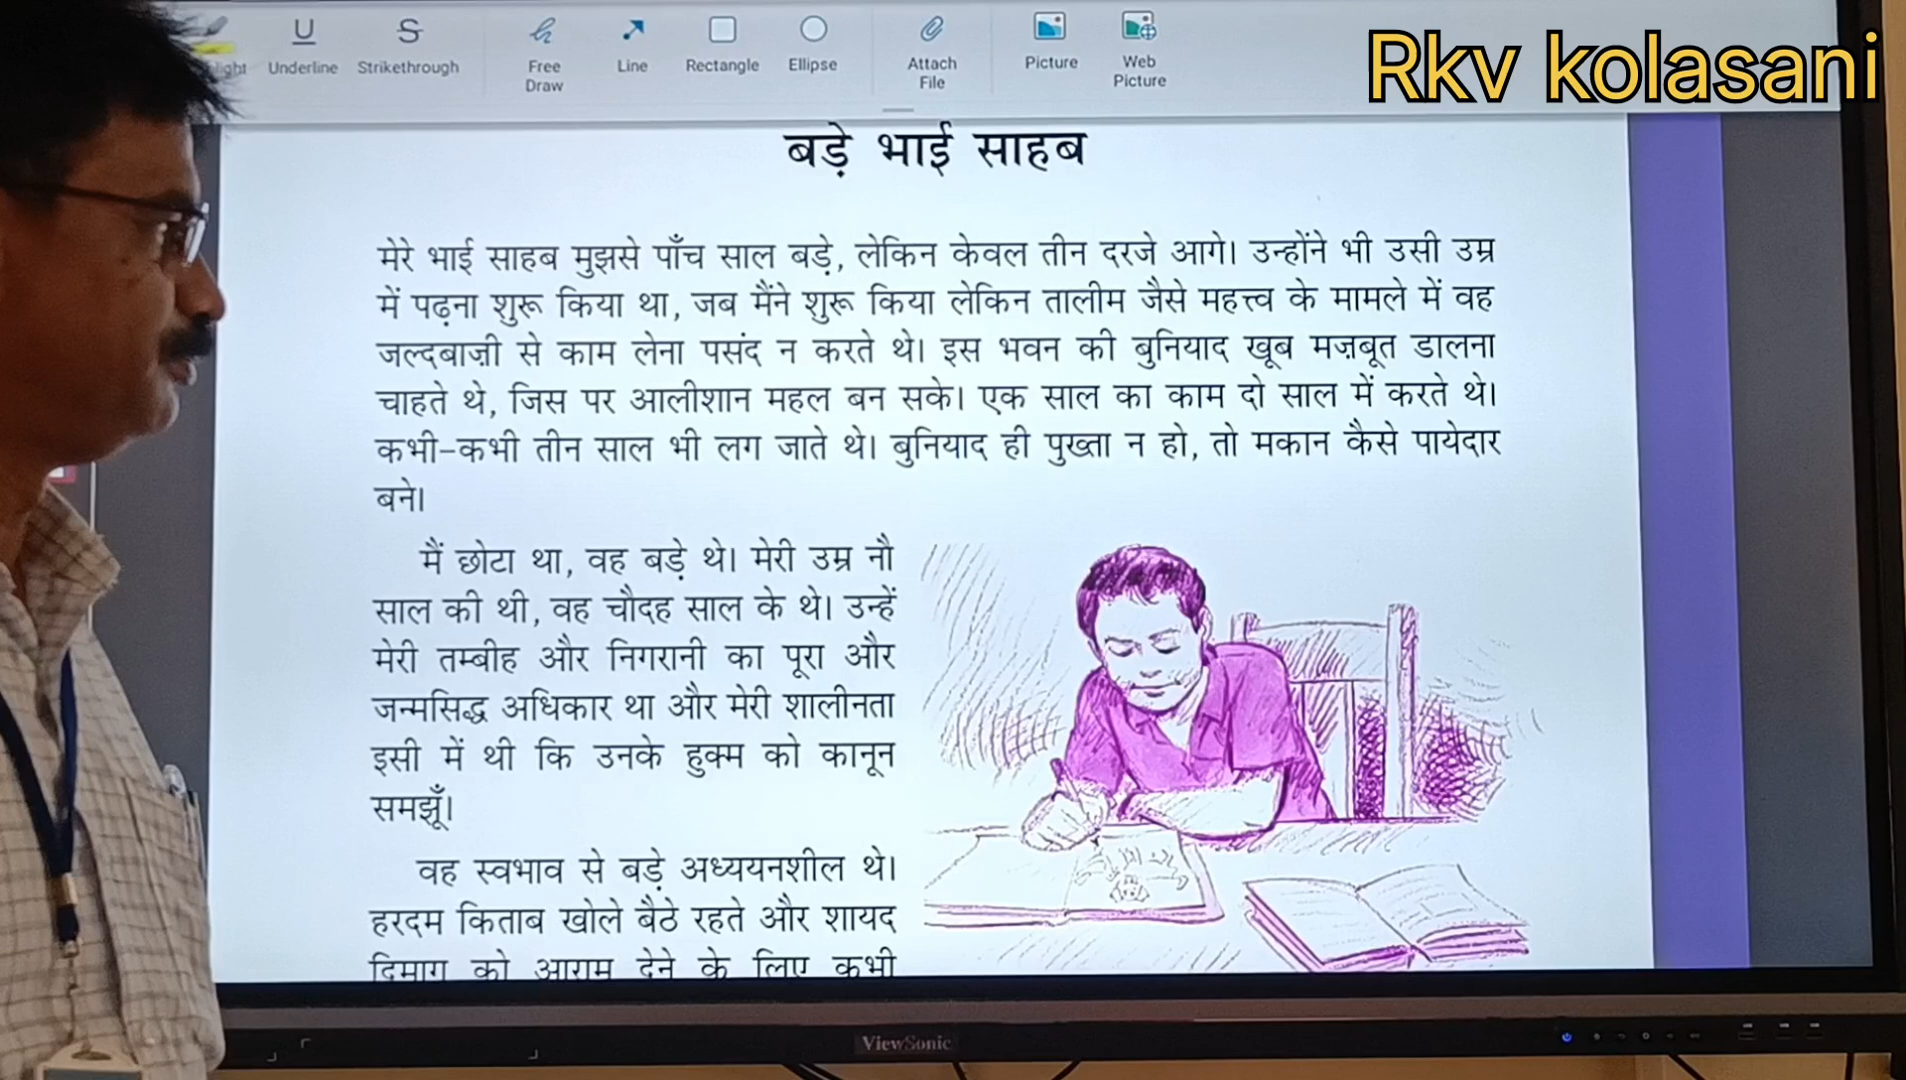 Underline
Strikethrough
Free
Draw
Line
Rectangle
Ellipse
Attach
File
Picture
Web
Picture
Rkv kolasani
बड़े भाई साहब
मेरे भाई साहब मुझसे पाँच साल बड़े, लेकिन केवल तीन दरजे आगे। उन्होंने भी उसी उम्र
में पढ़ना शुरू किया था, जब मैंने शुरू किया लेकिन तालीम जैसे महत्त्व के मामले में वह
जल्दबाज़ी से काम लेना पसंद न करते थे। इस भवन की बुनियाद खूब मज़बूत डालना
चाहते थे, जिस पर आलीशान महल बन सके। एक साल का काम दो साल में करते थे।
कभी-कभी तीन साल भी लग जाते थे। बुनियाद ही पुख्ता न हो, तो मकान कैसे पायेदार
बने।
मैं छोटा था, वह बड़े थे। मेरी उम्र नौ
साल की थी, वह चौदह साल के थे। उन्हें
मेरी तम्बीह और निगरानी का पूरा और
जन्मसिद्ध अधिकार था और मेरी शालीनता
इसी में थी कि उनके हुक्म को कानून
समझूँ।
वह स्वभाव से बड़े अध्ययनशील थे।
हरदम किताब खोले बैठे रहते और शायद
दिमाग को आराम देने के लिए कभी
ViewSonic